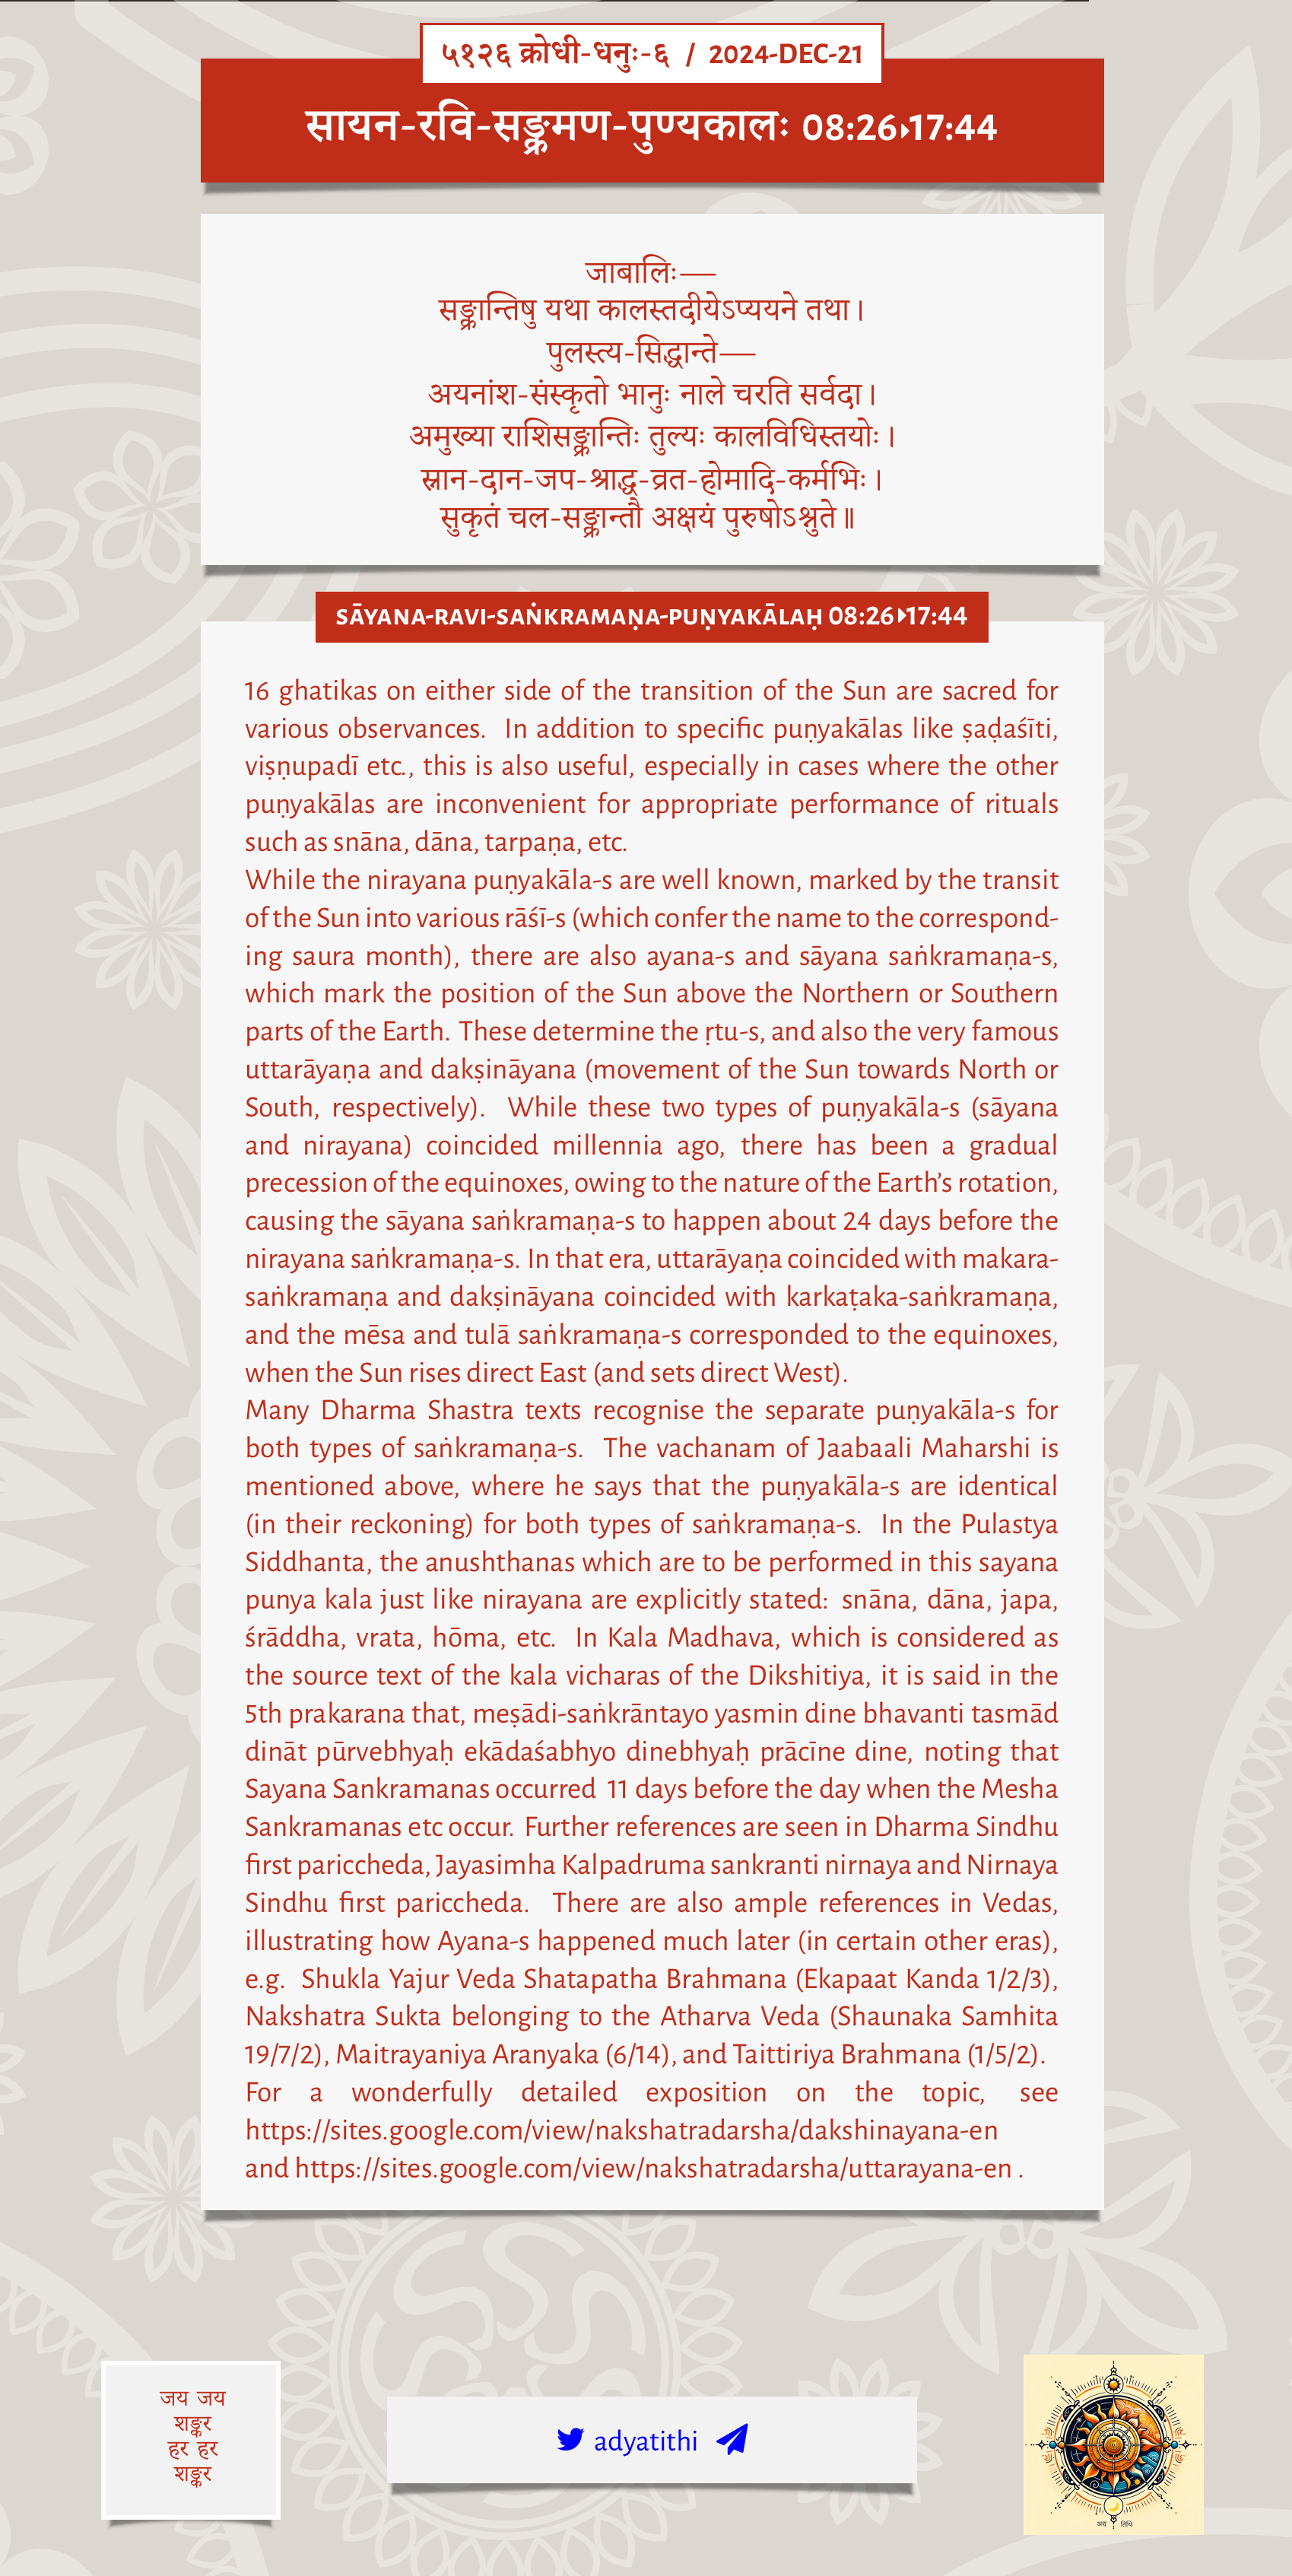 ५१२६ क्रोधी-धनुः-६ / 2024-DEC-21
सायन-रवि-सङ्क्रमण-पुण्यकालः 08:26▸17:44
जाबालिः—
सङ्क्रान्तिषु यथा कालस्तदीयेऽप्ययने तथा।
पुलस्त्य-सिद्धान्ते—
अयनांश-संस्कृतो भानुः नाले चरति सर्वदा।
अमुख्या राशिसङ्क्रान्तिः तुल्यः कालविधिस्तयोः।
स्नान-दान-जप-श्राद्ध-व्रत-होमादि-कर्मभिः।
सुकृतं चल-सङ्क्रान्तौ अक्षयं पुरुषोऽश्नुते॥
SĀYANA-RAVI-SAṄKRAMAṆA-PUṆYAKĀLAḤ 08:26▸17:44
16 ghatikas on either side of the transition of the Sun are sacred for
various observances. In addition to specific puṇyakālas like ṣaḍaśīti,
viṣṇupadī etc., this is also useful, especially in cases where the other
puṇyakālas are inconvenient for appropriate performance of rituals
such as snāna, dāna, tarpaṇa, etc.
While the nirayana puṇyakāla-s are well known, marked by the transit
of the Sun into various rāśī-s (which confer the name to the correspond-
ing saura month), there are also ayana-s and sāyana saṅkramaṇa-s,
which mark the position of the Sun above the Northern or Southern
parts of the Earth. These determine the ṛtu-s, and also the very famous
uttarāyaṇa and dakṣināyana (movement of the Sun towards North or
South, respectively). While these two types of puṇyakāla-s (sāyana
and nirayana) coincided millennia ago, there has been a gradual
precession of the equinoxes, owing to the nature of the Earth’s rotation,
causing the sāyana saṅkramaṇa-s to happen about 24 days before the
nirayana saṅkramaṇa-s. In that era, uttarāyaṇa coincided with makara-
saṅkramaṇa and dakṣināyana coincided with karkaṭaka-saṅkramaṇa,
and the mēsa and tulā saṅkramaṇa-s corresponded to the equinoxes,
when the Sun rises direct East (and sets direct West).
Many Dharma Shastra texts recognise the separate puṇyakāla-s for
both types of saṅkramaṇa-s. The vachanam of Jaabaali Maharshi is
mentioned above, where he says that the puṇyakāla-s are identical
(in their reckoning) for both types of saṅkramaṇa-s. In the Pulastya
Siddhanta, the anushthanas which are to be performed in this sayana
punya kala just like nirayana are explicitly stated: snāna, dāna, japa,
śrāddha, vrata, hōma, etc. In Kala Madhava, which is considered as
the source text of the kala vicharas of the Dikshitiya, it is said in the
5th prakarana that, meṣādi-saṅkrāntayo yasmin dine bhavanti tasmād
dināt pūrvebhyaḥ ekādaśabhyo dinebhyaḥ prācīne dine, noting that
Sayana Sankramanas occurred 11 days before the day when the Mesha
Sankramanas etc occur. Further references are seen in Dharma Sindhu
first pariccheda, Jayasimha Kalpadruma sankranti nirnaya and Nirnaya
Sindhu first pariccheda. There are also ample references in Vedas,
illustrating how Ayana-s happened much later (in certain other eras),
e.g. Shukla Yajur Veda Shatapatha Brahmana (Ekapaat Kanda 1/2/3),
Nakshatra Sukta belonging to the Atharva Veda (Shaunaka Samhita
19/7/2), Maitrayaniya Aranyaka (6/14), and Taittiriya Brahmana (1/5/2).
For a wonderfully detailed exposition on the topic, see
https://sites.google.com/view/nakshatradarsha/dakshinayana-en
and https://sites.google.com/view/nakshatradarsha/uttarayana-en .
जय जय
शङ्कर
हर हर
शङ्कर
adyatithi
अद्य तिथिः